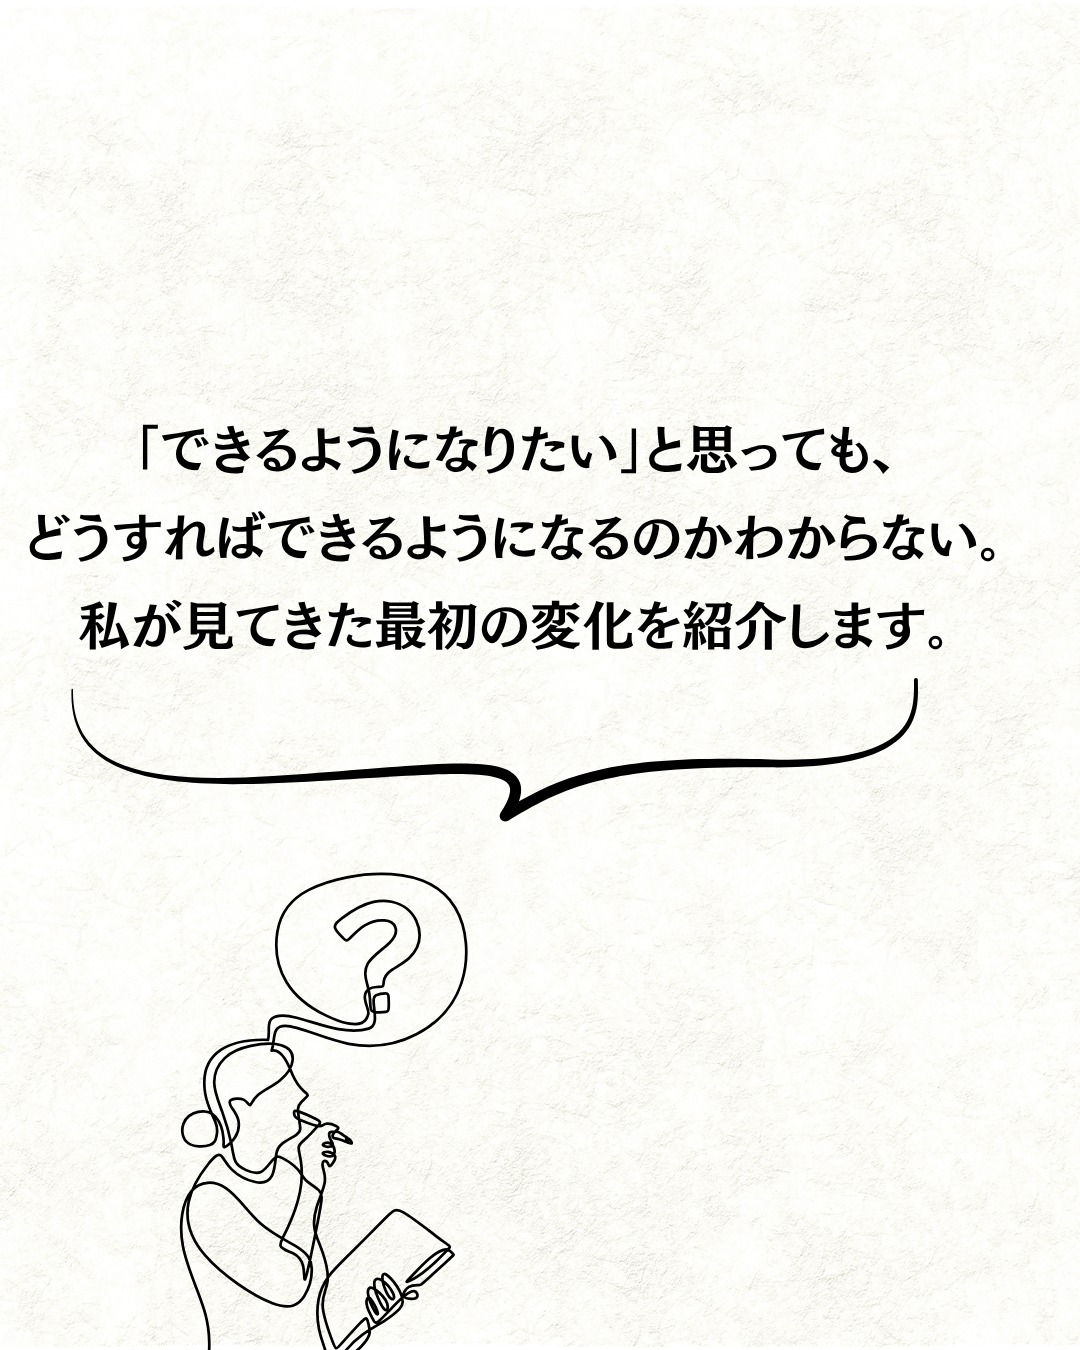 「できるようになりたい」と思っても、
どうすればできるようになるのかわからない。
私が見てきた最初の変化を紹介します。
?